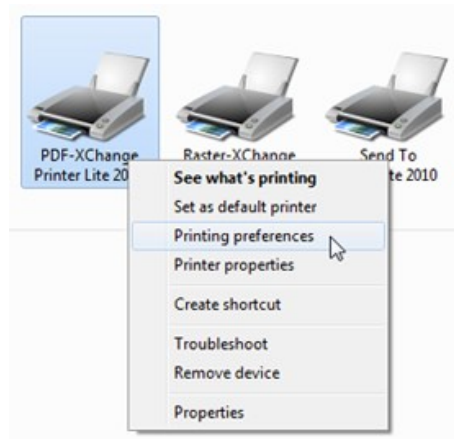 PDF-XChange
Printer Lite 20
Raster-XChange
Send To
te 2010
See what's printing
Set as default printer
Printing preferences
Printer properties
Create shortcut
Troubleshoot
Remove device
Properties